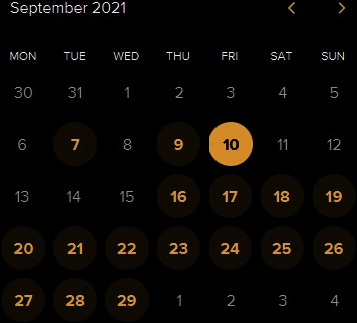 September 2021 < >
MON TUE WED THU FRI SAT SUN
30 31 1 2 3 4 5
6 7 8 9 10 11 12
13 14 15 16 17 18 19
20 21 22 23 24 25 26
27 28 29 1 2 3 4